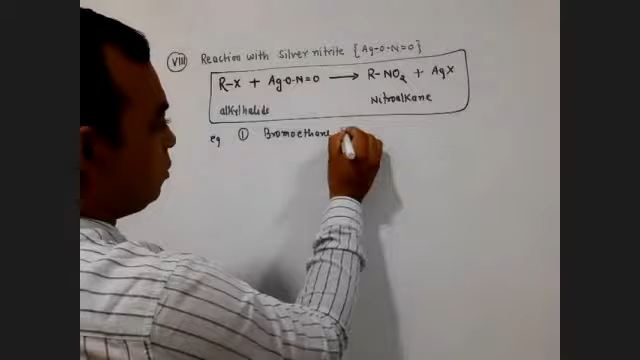 VIII Reaction with silver nitrite {Ag-O-N=O}
R-X + Ag-O-N=O → R-NO2 + AgX
alkylhalide Nitroalkane
eg ① Bromoethane